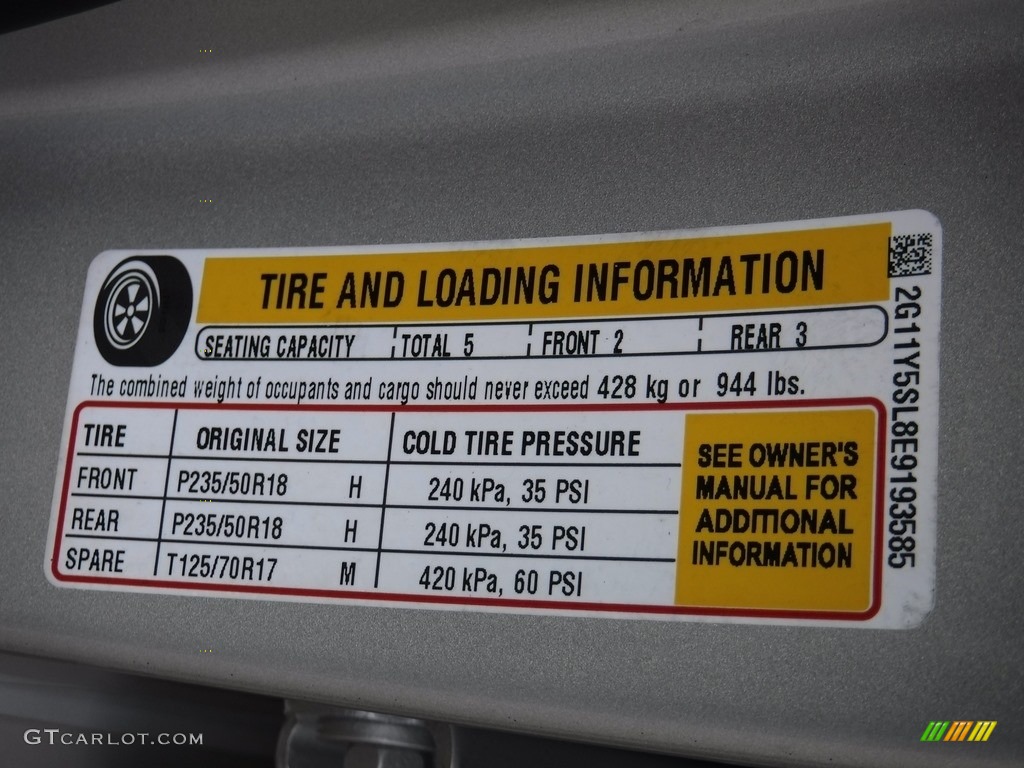 TIRE AND LOADING INFORMATION
SEATING CAPACITY TOTAL 5 FRONT 2 REAR 3
The combined weight of occupants and cargo should never exceed 428 kg or 944 lbs.
TIRE ORIGINAL SIZE COLD TIRE PRESSURE
FRONT P235/50R18 H 240 kPa, 35 PSI
REAR P235/50R18 H 240 kPa, 35 PSI
SPARE T125/70R17 M 420 kPa, 60 PSI
SEE OWNER'S
MANUAL FOR
ADDITIONAL
INFORMATION
2G11Y5SL8E9193585
GTcarlot.com